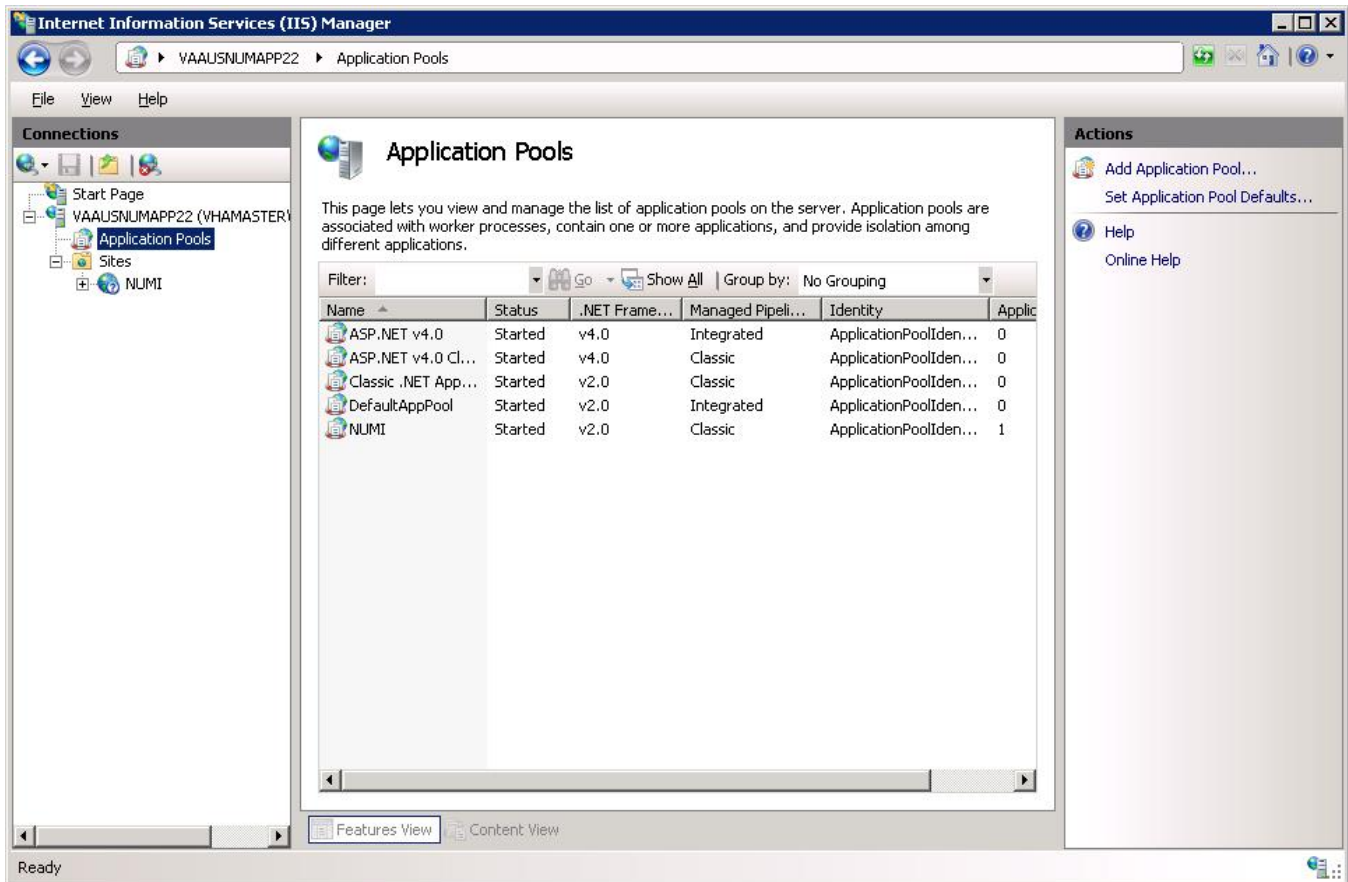 Internet Information Services (IIS) Manager
VAAUSNUMAPP22 Application Pools
File View Help
Connections
Start Page
VAAUSNUMAPP22 (VHAMASTER\
Application Pools
Sites
NUMI
Application Pools
This page lets you view and manage the list of application pools on the server. Application pools are
associated with worker processes, contain one or more applications, and provide isolation among
different applications.
Filter: Go Show All Group by: No Grouping
Name Status .NET Frame... Managed Pipeli... Identity Applic
ASP.NET v4.0 Started v4.0 Integrated ApplicationPoolIden... 0
ASP.NET v4.0 Cl... Started v4.0 Classic ApplicationPoolIden... 0
Classic .NET App... Started v2.0 Classic ApplicationPoolIden... 0
DefaultAppPool Started v2.0 Integrated ApplicationPoolIden... 0
NUMI Started v2.0 Classic ApplicationPoolIden... 1
Features View Content View
Actions
Add Application Pool...
Set Application Pool Defaults...
Help
Online Help
Ready